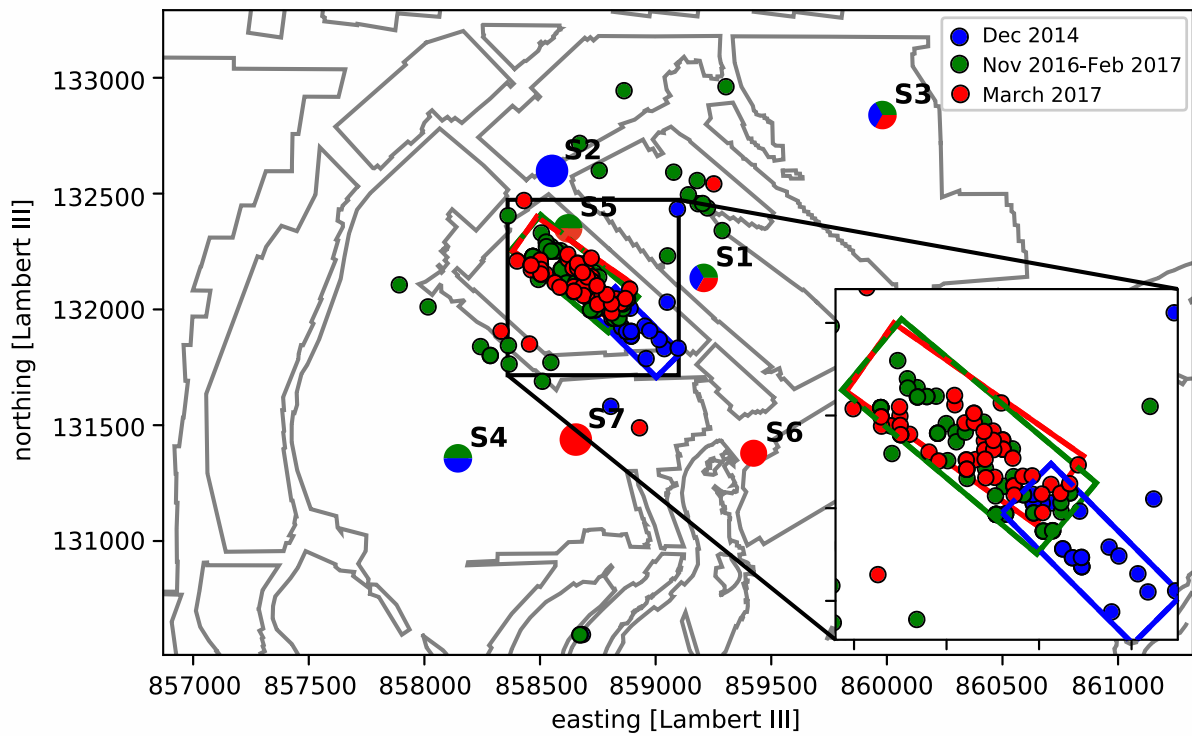 Dec 2014
Nov 2016-Feb 2017
March 2017
133000
132500
132000
131500
131000
northing [Lambert III]
S3
S2
S5
S1
S7
S6
S4
857000 857500 858000 858500 859000 859500 860000 860500 861000
easting [Lambert III]